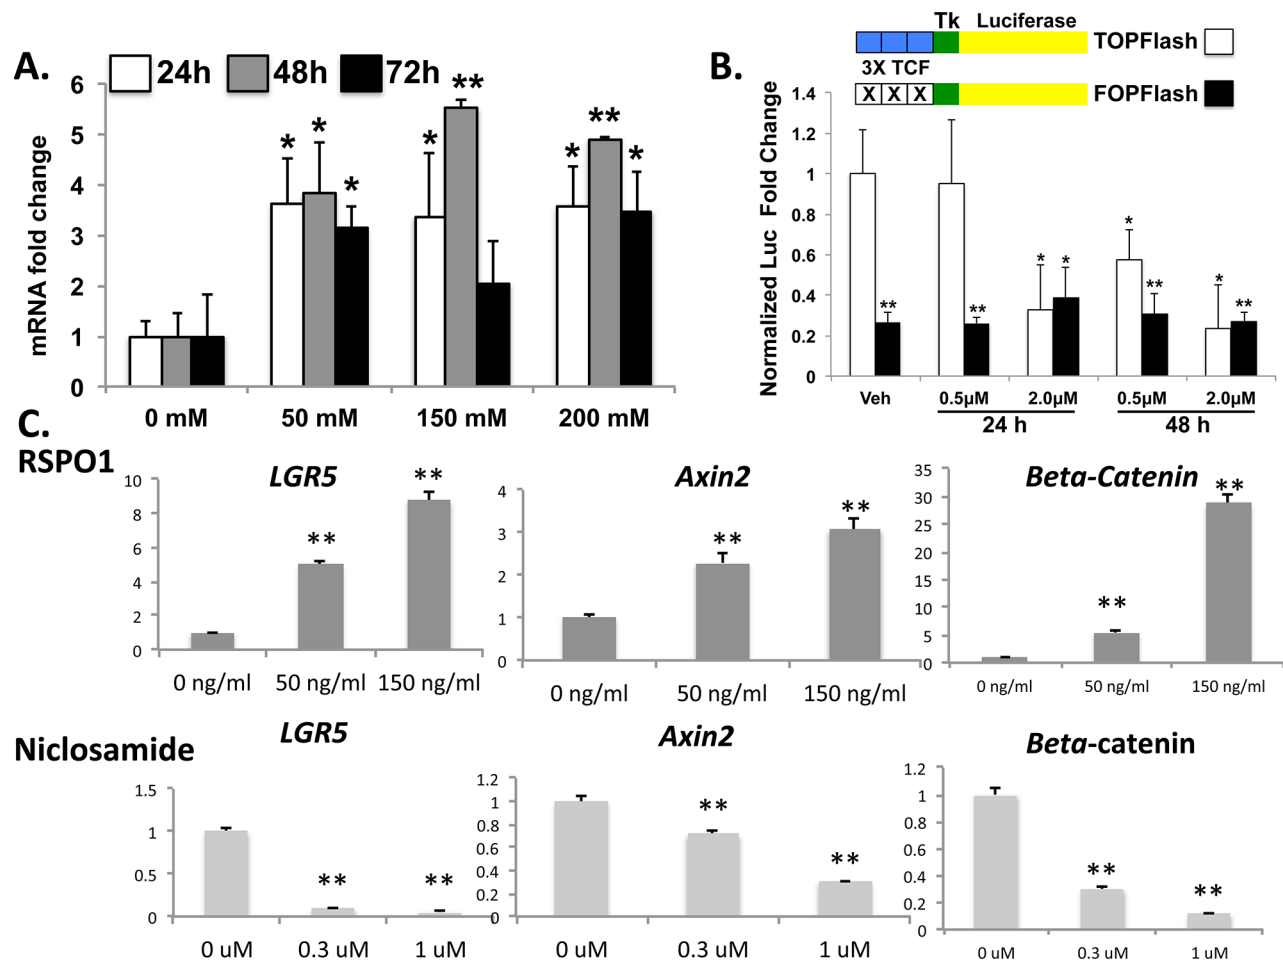 A.
24h 48h 72h
mRNA fold change
6
5
4
3
2
1
0
* * *
* **
* ** *
0 mM 50 mM 150 mM 200 mM
B.
Tk Luciferase
TOPFlash
3X TCF
X X X
FOPFlash
Normalized Luc Fold Change
1.4
1.2
1
0.8
0.6
0.4
0.2
0
** ** * * * ** * **
Veh 0.5µM 2.0µM 0.5µM 2.0µM
24 h 48 h
C.
RSPO1
LGR5
10
8
6
4
2
0
** **
0 ng/ml 50 ng/ml 150 ng/ml
Axin2
4
3
2
1
0
** **
0 ng/ml 50 ng/ml 150 ng/ml
Beta-Catenin
35
30
25
20
15
10
5
0
** **
0 ng/ml 50 ng/ml 150 ng/ml
Niclosamide
LGR5
1.5
1
0.5
0
** **
0 uM 0.3 uM 1 uM
Axin2
1.2
1
0.8
0.6
0.4
0.2
0
** **
0 uM 0.3 uM 1 uM
Beta-catenin
1.2
1
0.8
0.6
0.4
0.2
0
** **
0 uM 0.3 uM 1 uM